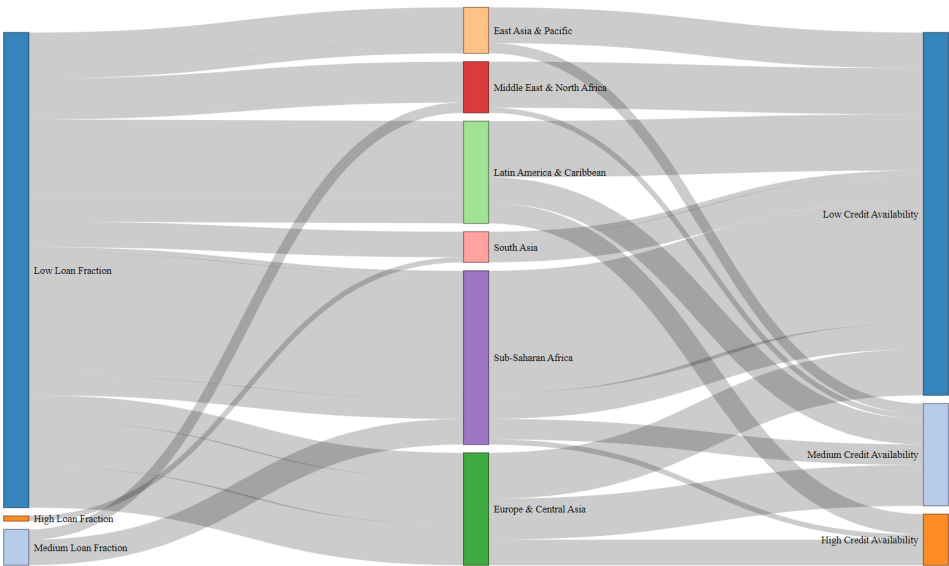 East Asia & Pacific
Middle East & North Africa
Latin America & Caribbean
Low Credit Availability
South Asia
Low Loan Fraction
Sub-Saharan Africa
Medium Credit Availability
Europe & Central Asia
High Loan Fraction
High Credit Availability
Medium Loan Fraction